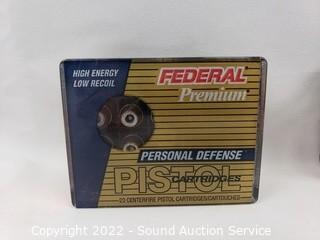 HIGH ENERGY
LOW RECOIL
FEDERAL
Premium
PERSONAL DEFENSE
PISTOL
CARTRIDGES
20 CENTERFIRE PISTOL CARTRIDGES/CARTOUCHES
Copyright 2022 - Sound Auction Service